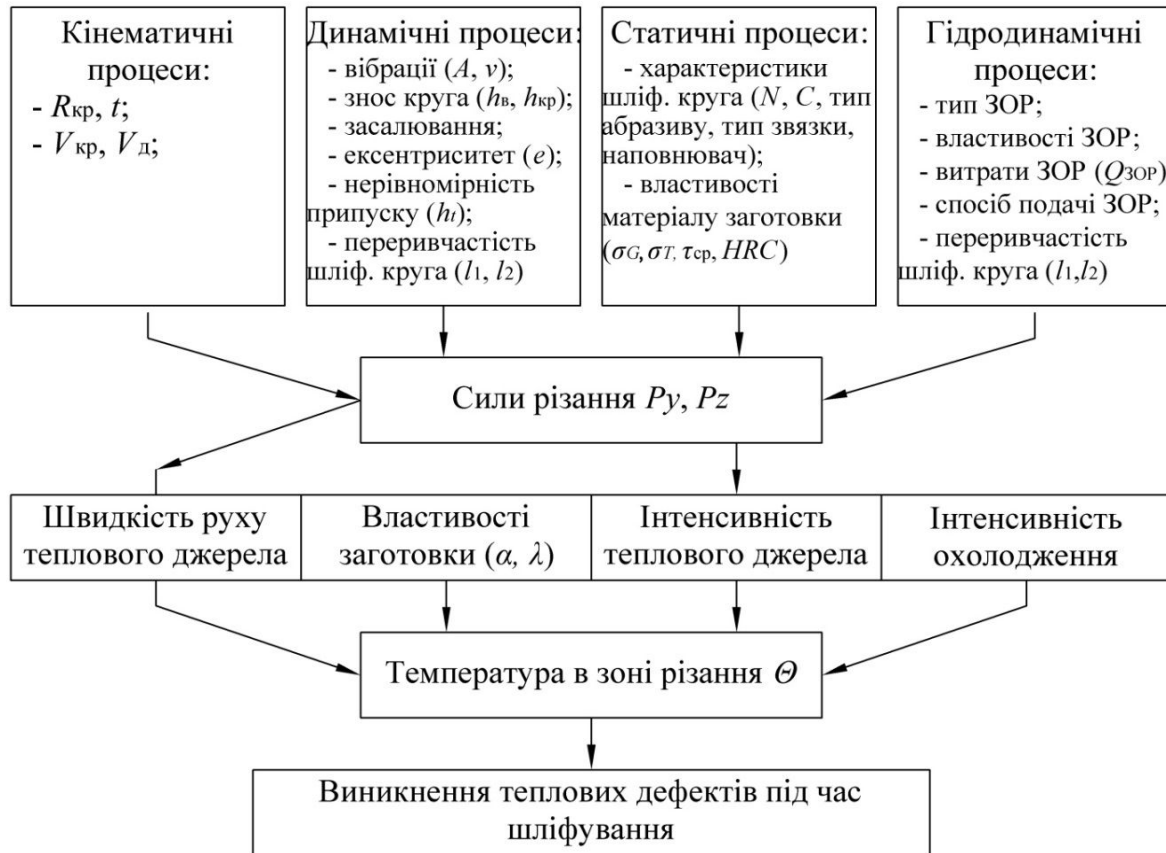 Кінематичні
процеси:
- Rкр, t;
- Vкр, Vд;
Динамічні процеси:
- вібрації (A, ν);
- знос круга (hв, hкр);
- засалювання;
- ексентриситет (e);
- нерівномірність
припуску (ht);
- переривчастість
шліф. круга (l1, l2)
Статичні процеси:
- характеристики
шліф. круга (N, C, тип
абразиву, тип звязки,
наповнювач);
- властивості
матеріалу заготовки
(σG, σT, τср, HRC)
Гідродинамічні
процеси:
- тип ЗОР;
- властивості ЗОР;
- витрати ЗОР (QЗОР)
- спосіб подачі ЗОР;
- переривчастість
шліф. круга (l1,l2)
Сили різання Py, Pz
Швидкість руху
теплового джерела
Властивості
заготовки (α, λ)
Інтенсивність
теплового джерела
Інтенсивність
охолодження
Температура в зоні різання Θ
Виникнення теплових дефектів під час
шліфування